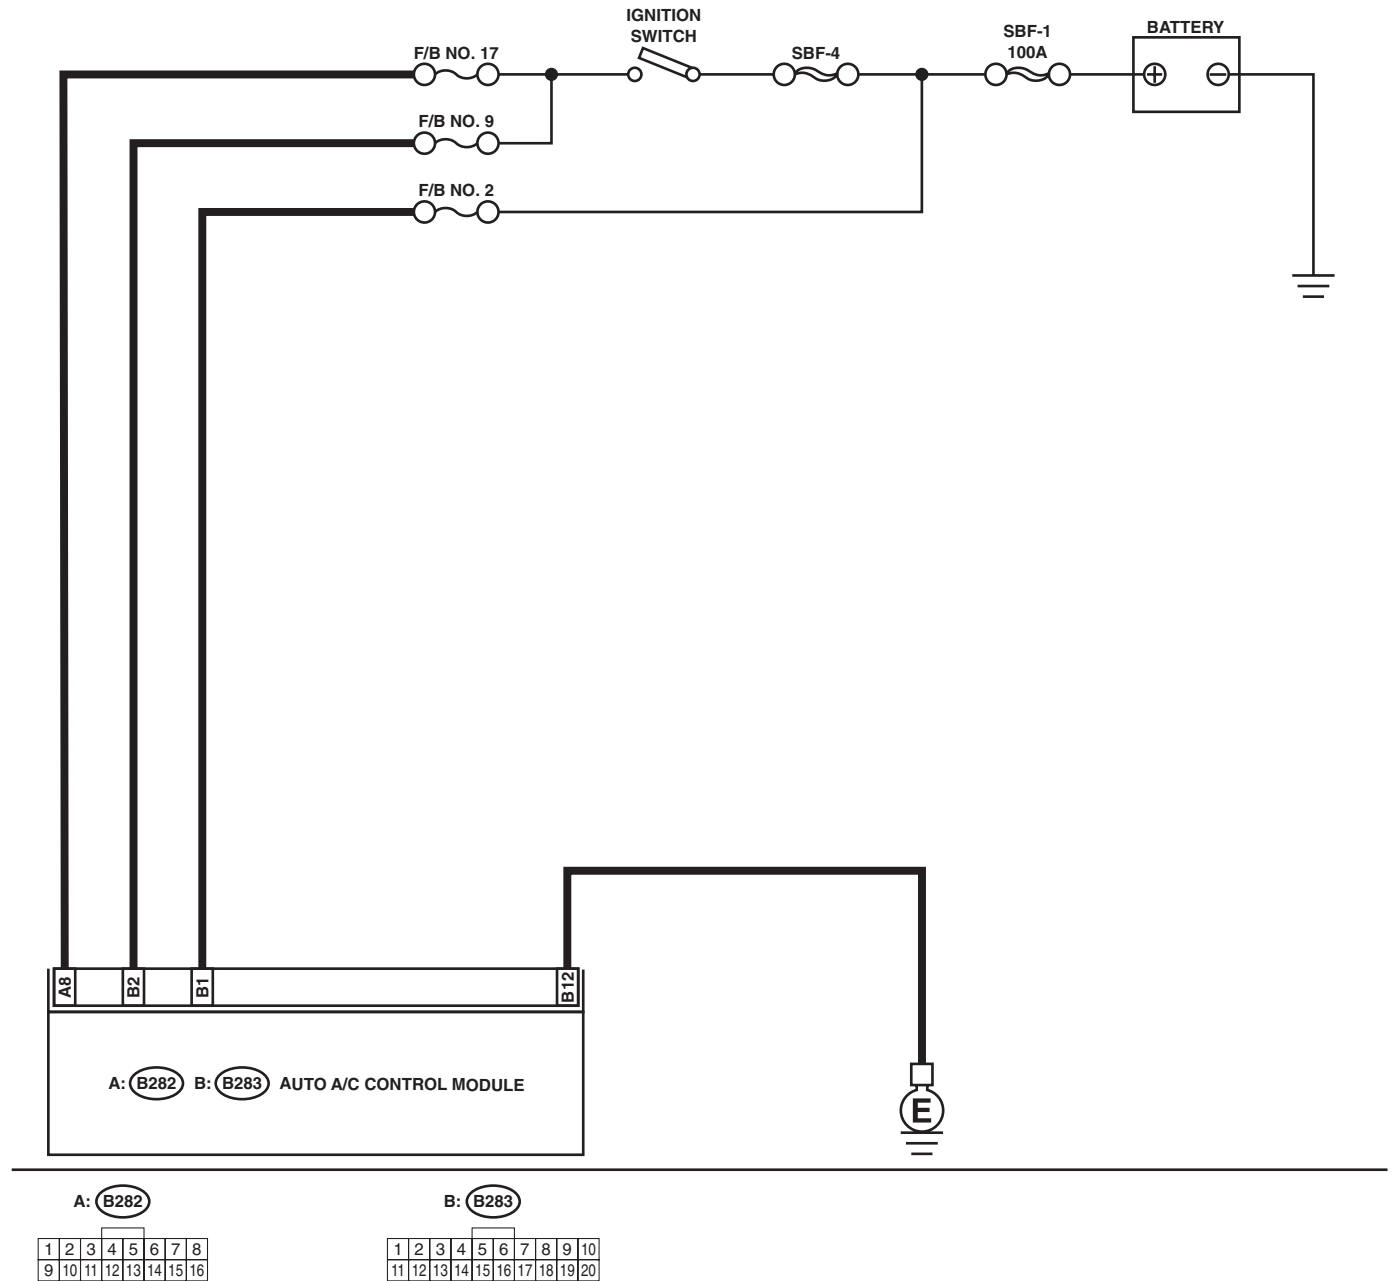 IGNITION
SWITCH
SBF-1
100A
BATTERY
F/B NO. 17
SBF-4
F/B NO. 9
F/B NO. 2
A8
B2
B1
B12
A: B282 B: B283 AUTO A/C CONTROL MODULE
E
A: B282
B: B283
1 2 3 4 5 6 7 8
9 10 11 12 13 14 15 16
1 2 3 4 5 6 7 8 9 10
11 12 13 14 15 16 17 18 19 20